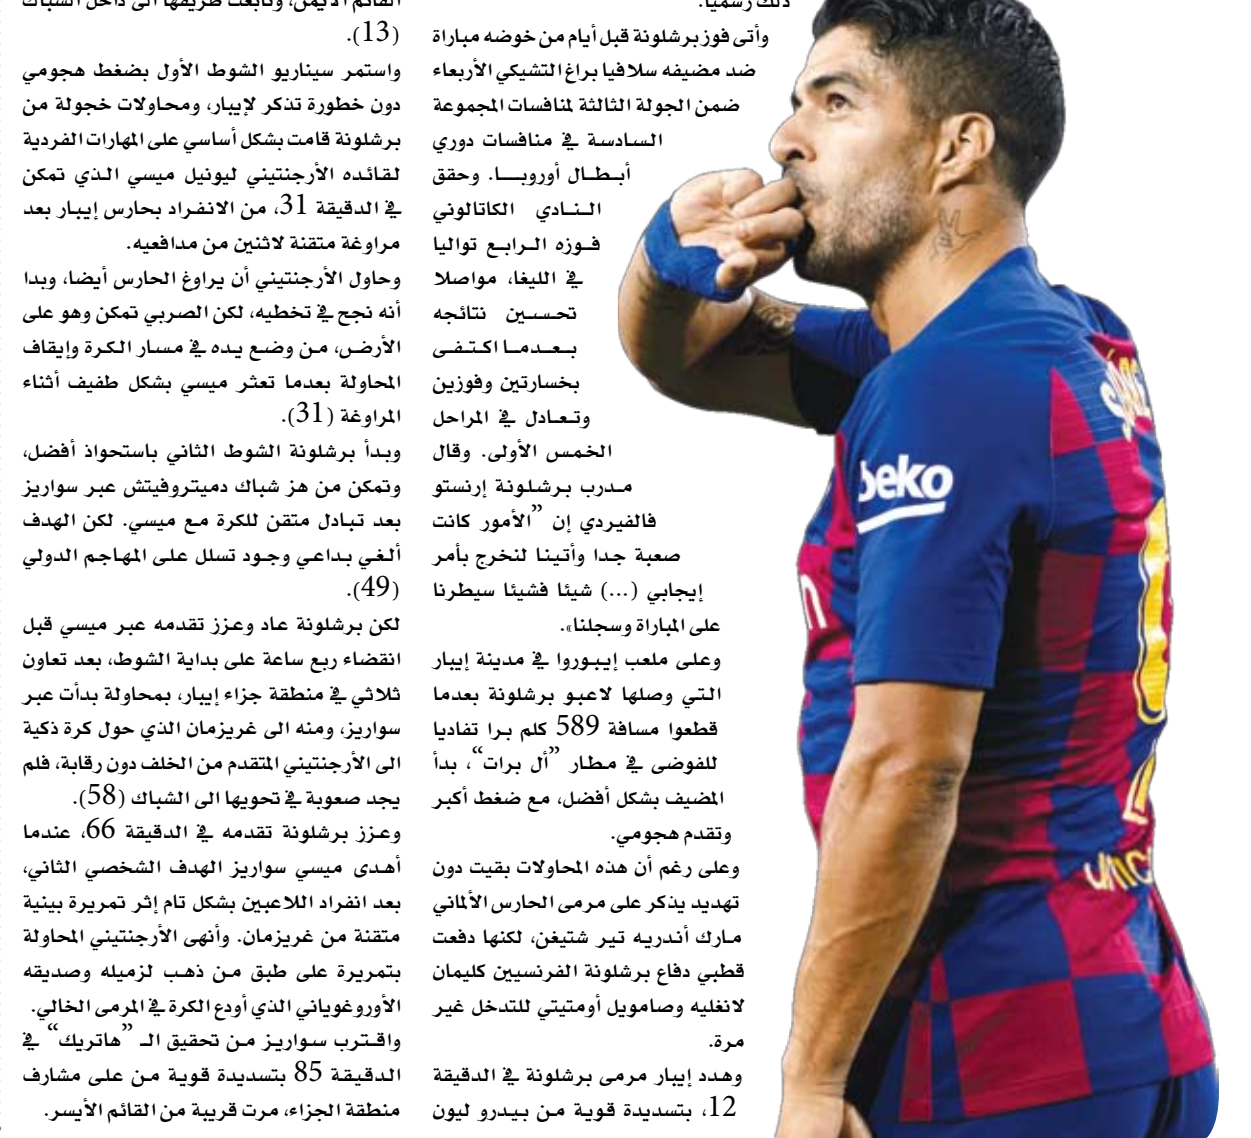 ذلك رسميا.
وأتى فوز برشلونة قبل أيام من خوضه مباراة
ضد مضيفه سلافيا براغ التشيكي الأربعاء
ضمن الجولة الثالثة لمنافسات المجموعة
السادسة في منافسات دوري
أبطال أوروبا. وحقق
النادي الكاتالوني
فوزه الرابع تواليا
في الليغا، مواصلا
تحسين نتائجه
بعدما اكتفى
بخسارتين وفوزين
وتعادل في المراحل
الخمس الأولى. وقال
مدرب برشلونة إرنستو
فالفيردي إن ”الأمور كانت
صعبة جدا وأتينا لنخرج بأمر
إيجابي (...) شيئا فشيئا سيطرنا
على المباراة وسجلنا».
وعلى ملعب إيبوروا في مدينة إيبار
التي وصلها لاعبو برشلونة بعدما
قطعوا مسافة 589 كلم برا تفاديا
للفوضى في مطار ”أل برات“، بدأ
المضيف بشكل أفضل، مع ضغط أكبر
وتقدم هجومي.
وعلى رغم أن هذه المحاولات بقيت دون
تهديد يذكر على مرمى الحارس الألماني
مارك أندريه تير شتيغن، لكنها دفعت
قطبي دفاع برشلونة الفرنسيين كليمان
لانغليه وصامويل أومتيتي للتدخل غير
مرة.
وهدد إيبار مرمى برشلونة في الدقيقة
12، بتسديدة قوية من بيدرو ليون
القائم الأيمن، وتابعت طريقها الى داخل الشباك
(13).
واستمر سيناريو الشوط الأول بضغط هجومي
دون خطورة تذكر لإيبار، ومحاولات خجولة من
برشلونة قامت بشكل أساسي على المهارات الفردية
لقائده الأرجنتيني ليونيل ميسي الذي تمكن
في الدقيقة 31، من الانفراد بحارس إيبار بعد
مراوغة متقنة لاثنين من مدافعيه.
وحاول الأرجنتيني أن يراوغ الحارس أيضا، وبدا
أنه نجح في تخطيه، لكن الصربي تمكن وهو على
الأرض، من وضع يده في مسار الكرة وإيقاف
المحاولة بعدما تعثر ميسي بشكل طفيف أثناء
المراوغة (31).
وبدأ برشلونة الشوط الثاني باستحواذ أفضل،
وتمكن من هز شباك دميتروفيتش عبر سواريز
بعد تبادل متقن للكرة مع ميسي. لكن الهدف
ألغي بداعي وجود تسلل على المهاجم الدولي
(49).
لكن برشلونة عاد وعزز تقدمه عبر ميسي قبل
انقضاء ربع ساعة على بداية الشوط، بعد تعاون
ثلاثي في منطقة جزاء إيبار، بمحاولة بدأت عبر
سواريز، ومنه الى غريزمان الذي حول كرة ذكية
الى الأرجنتيني المتقدم من الخلف دون رقابة، فلم
يجد صعوبة في تحويها الى الشباك (58).
وعزز برشلونة تقدمه في الدقيقة 66، عندما
أهدى ميسي سواريز الهدف الشخصي الثاني،
بعد انفراد اللاعبين بشكل تام إثر تمريرة بينية
متقنة من غريزمان. وأنهى الأرجنتيني المحاولة
بتمريرة على طبق من ذهب لزميله وصديقه
الأوروغوياني الذي أودع الكرة في المرمى الخالي.
واقترب سواريز من تحقيق الـ ”هاتريك“ في
الدقيقة 85 بتسديدة قوية من على مشارف
منطقة الجزاء، مرت قريبة من القائم الأيسر.
beko